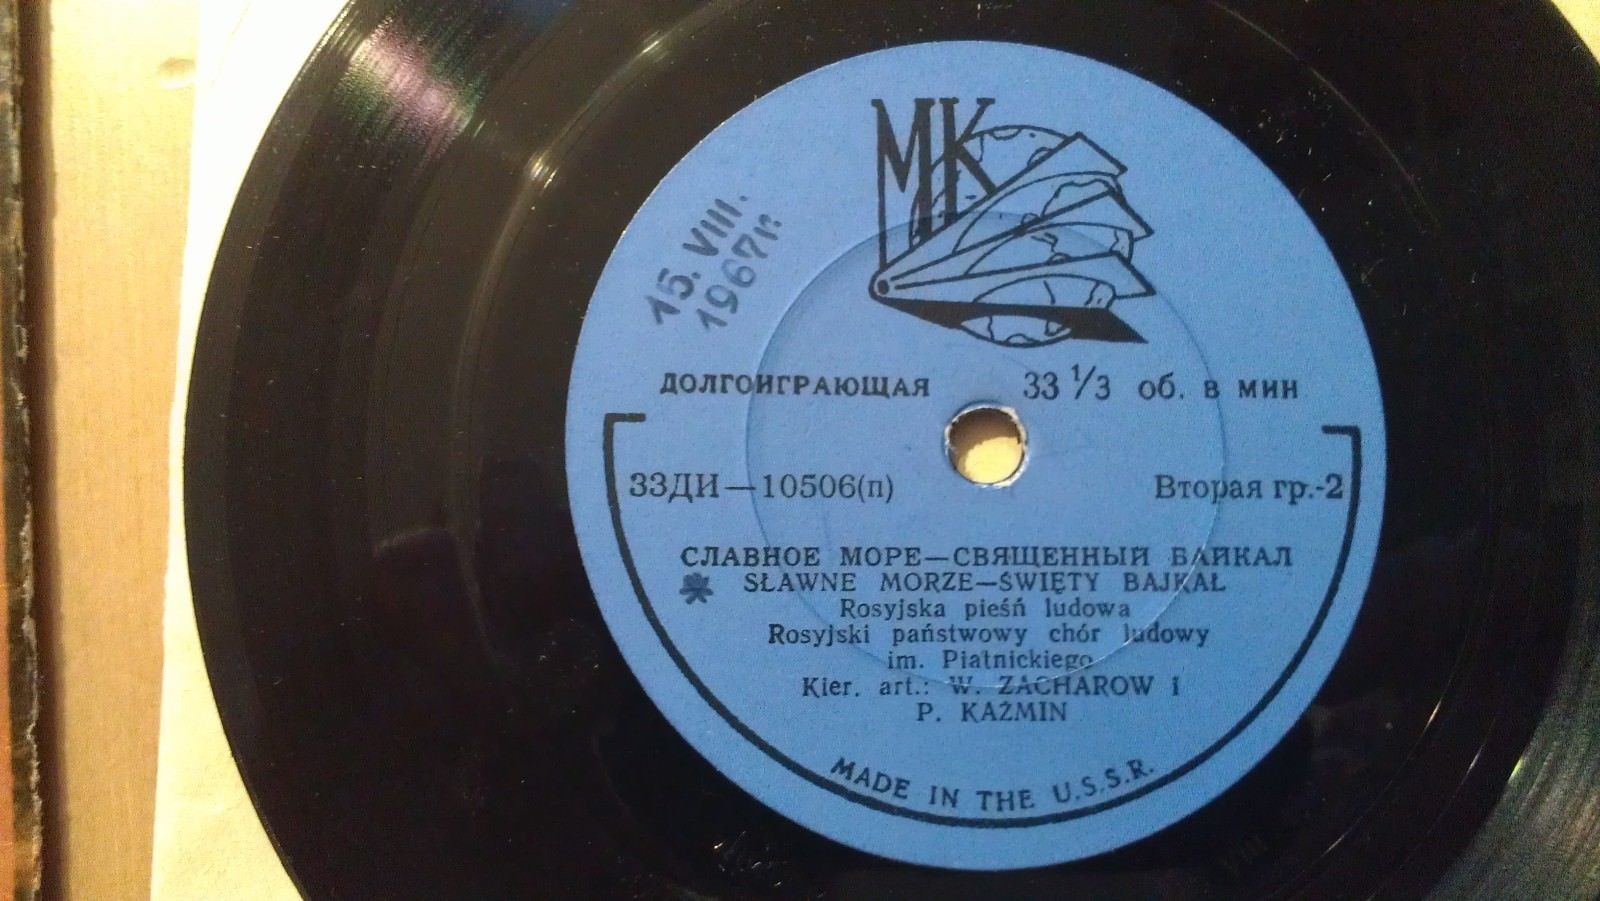 МК
15. VIII.
1967г.
ДОЛГОИГРАЮЩАЯ 33 1/3 об. в мин
33ДИ—10506(п) Вторая гр.-2
СЛАВНОЕ МОРЕ—СВЯЩЕННЫЙ БАЙКАЛ
SŁAWNE MORZE—ŚWIĘTY BAJKAŁ
Rosyjska pieśń ludowa
Rosyjski państwowy chór ludowy
im. Piatnickiego
Kier. art.: W. ZACHAROW I
P. KAŹMIN
MADE IN THE U.S.S.R.